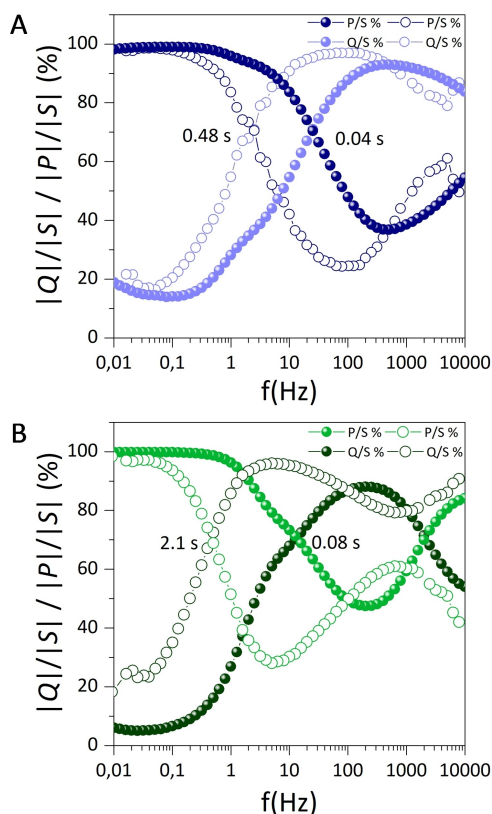 A
|Q|/|S| / |P|/|S| (%)
P/S % P/S %
Q/S % Q/S %
100
80
60
40
20
0
0.48 s
0.04 s
0,01 0,1 1 10 100 1000 10000
f(Hz)
B
|Q|/|S| / |P|/|S| (%)
P/S % P/S %
Q/S % Q/S %
100
80
60
40
20
0
2.1 s
0.08 s
0,01 0,1 1 10 100 1000 10000
f(Hz)